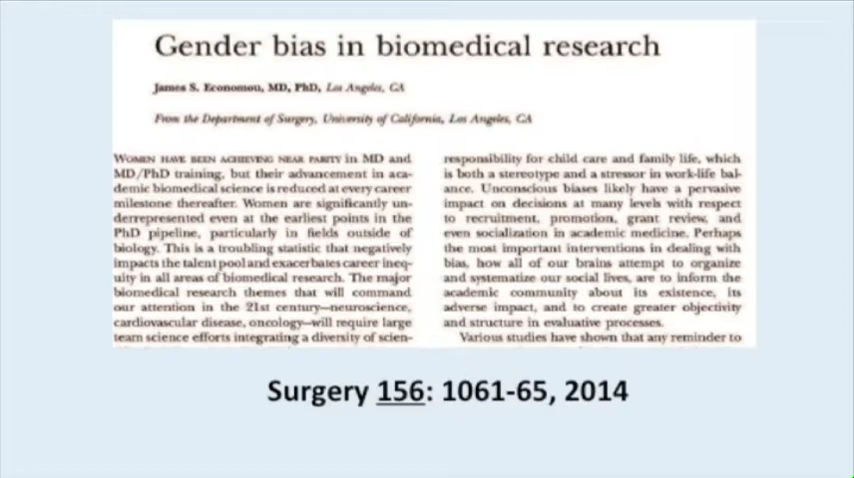 Gender bias in biomedical research
James S. Economou, MD, PhD, Los Angeles, CA
From the Department of Surgery, University of California, Los Angeles, CA
WOMEN HAVE BEEN ACHIEVING NEAR PARITY in MD and
MD/PhD training, but their advancement in aca-
demic biomedical science is reduced at every career
milestone thereafter. Women are significantly un-
derrepresented even at the earliest points in the
PhD pipeline, particularly in fields outside of
biology. This is a troubling statistic that negatively
impacts the talent pool and exacerbates career ineq-
uity in all areas of biomedical research. The major
biomedical research themes that will command
our attention in the 21st century—neuroscience,
cardiovascular disease, oncology—will require large
team science efforts integrating a diversity of scien-
responsibility for child care and family life, which
is both a stereotype and a stressor in work-life bal-
ance. Unconscious biases likely have a pervasive
impact on decisions at many levels with respect
to recruitment, promotion, grant review, and
even socialization in academic medicine. Perhaps
the most important interventions in dealing with
bias, how all of our brains attempt to organize
and systematize our social lives, are to inform the
academic community about its existence, its
adverse impact, and to create greater objectivity
and structure in evaluative processes.
Various studies have shown that any reminder to
Surgery 156: 1061-65, 2014